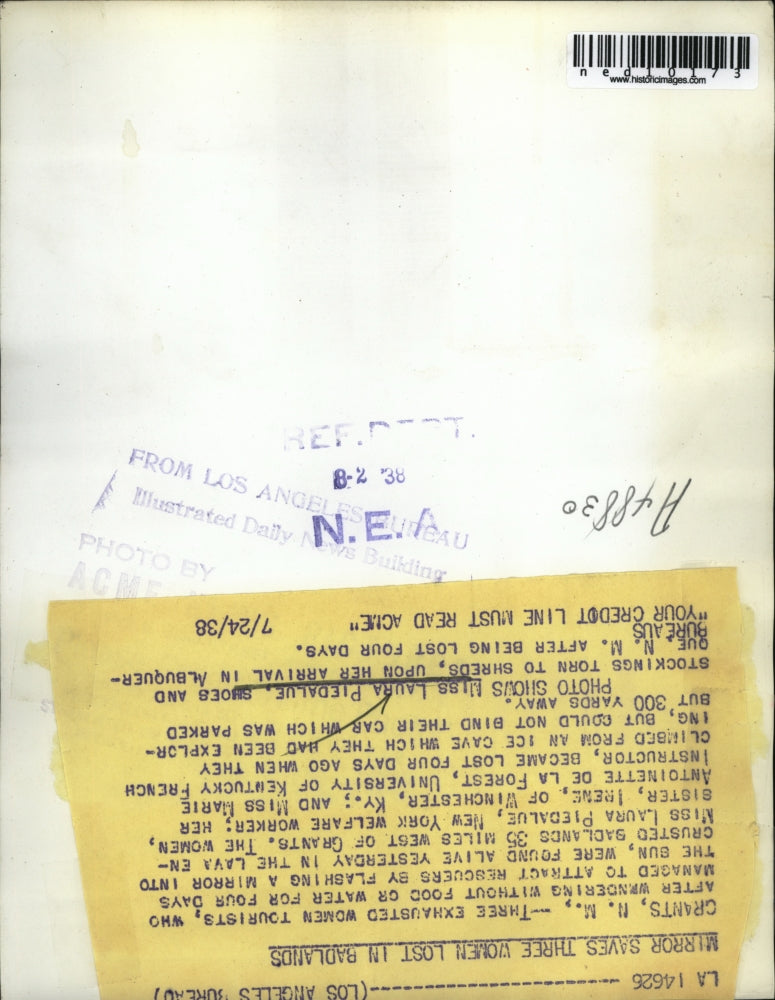 ned10173
www.historicimages.com
REF. DEPT.
8-2 '38
FROM LOS ANGELES BUREAU
Illustrated Daily News Building
N.E.A
PHOTO BY
ACME
H48830
LA 14626 --------------------(LOS ANGELES BUREAU)
MIRROR SAVES THREE WOMEN LOST IN BADLANDS
GRANTS, N. M., --THREE EXHAUSTED WOMEN TOURISTS, WHO
AFTER WANDERING WITHOUT FOOD OR WATER FOR FOUR DAYS
MANAGED TO ATTRACT RESCUERS BY FLASHING A MIRROR INTO
THE SUN, WERE FOUND ALIVE YESTERDAY IN THE LAVA EN-
CRUSTED BADLANDS 35 MILES WEST OF GRANTS. THE WOMEN,
MISS LAURA PIEDALUE, NEW YORK WELFARE WORKER; HER
SISTER, IRENE, OF WINCHESTER, KY.; AND MISS MARIE
ANTOINETTE DE LA FOREST, UNIVERSITY OF KENTUCKY FRENCH
INSTRUCTOR, BECAME LOST FOUR DAYS AGO WHEN THEY
CLIMBED FROM AN ICE CAVE WHICH THEY HAD BEEN EXPLOR-
ING, BUT COULD NOT BIND THEIR CAR WHICH WAS PARKED
BUT 300 YARDS AWAY.
PHOTO SHOWS MISS LAURA PIEDALUE, SHOES AND
STOCKINGS TORN TO SHREDS, UPON HER ARRIVAL IN ALBUQUER-
QUE, N. M. AFTER BEING LOST FOUR DAYS.
BUREAUS
"YOUR CREDIT LINE MUST READ ACME" 7/24/38